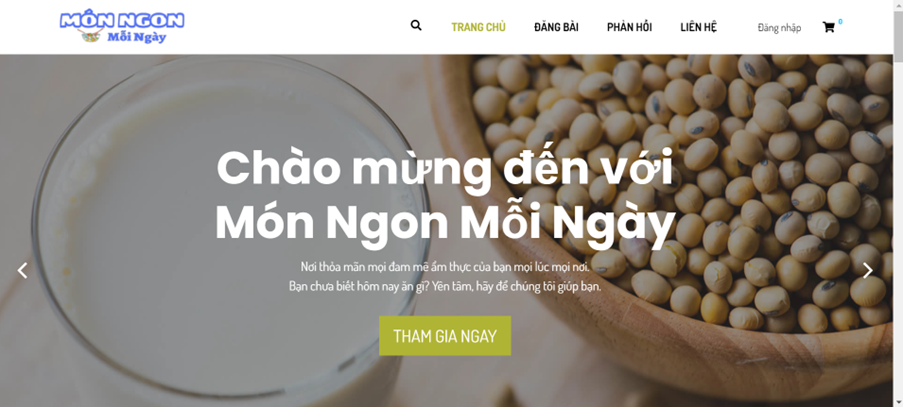 MÓN NGON
Mỗi Ngày
TRANG CHỦ
ĐĂNG BÀI
PHẢN HỒI
LIÊN HỆ
Đăng nhập
0
Chào mừng đến với
Món Ngon Mỗi Ngày
Nơi thỏa mãn mọi đam mê ẩm thực của bạn mọi lúc mọi nơi.
Bạn chưa biết hôm nay ăn gì? Yên tâm, hãy để chúng tôi giúp bạn.
THAM GIA NGAY